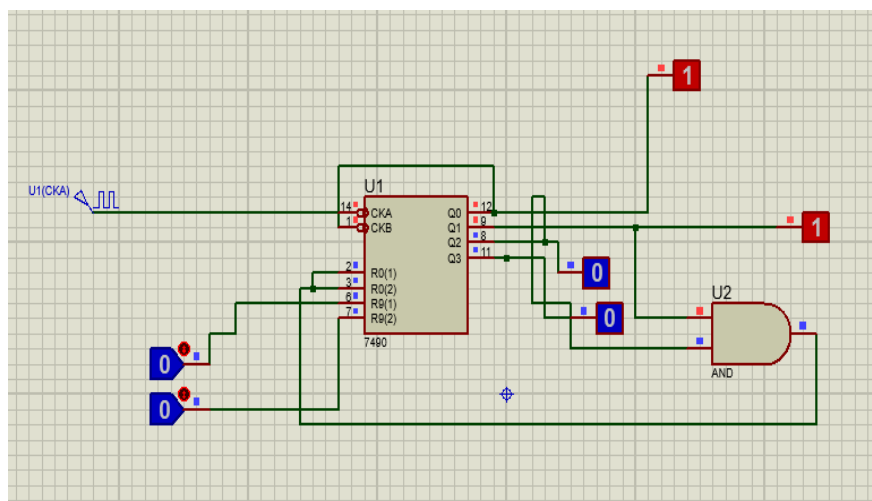 1
U1(CKA)
U1
14 CKA Q0 12
1 CKB Q1 9
1
Q2 8
Q3 11
2 R0(1)
0
3 R0(2)
6 R9(1)
0
7 R9(2)
U2
7490
0
AND
0